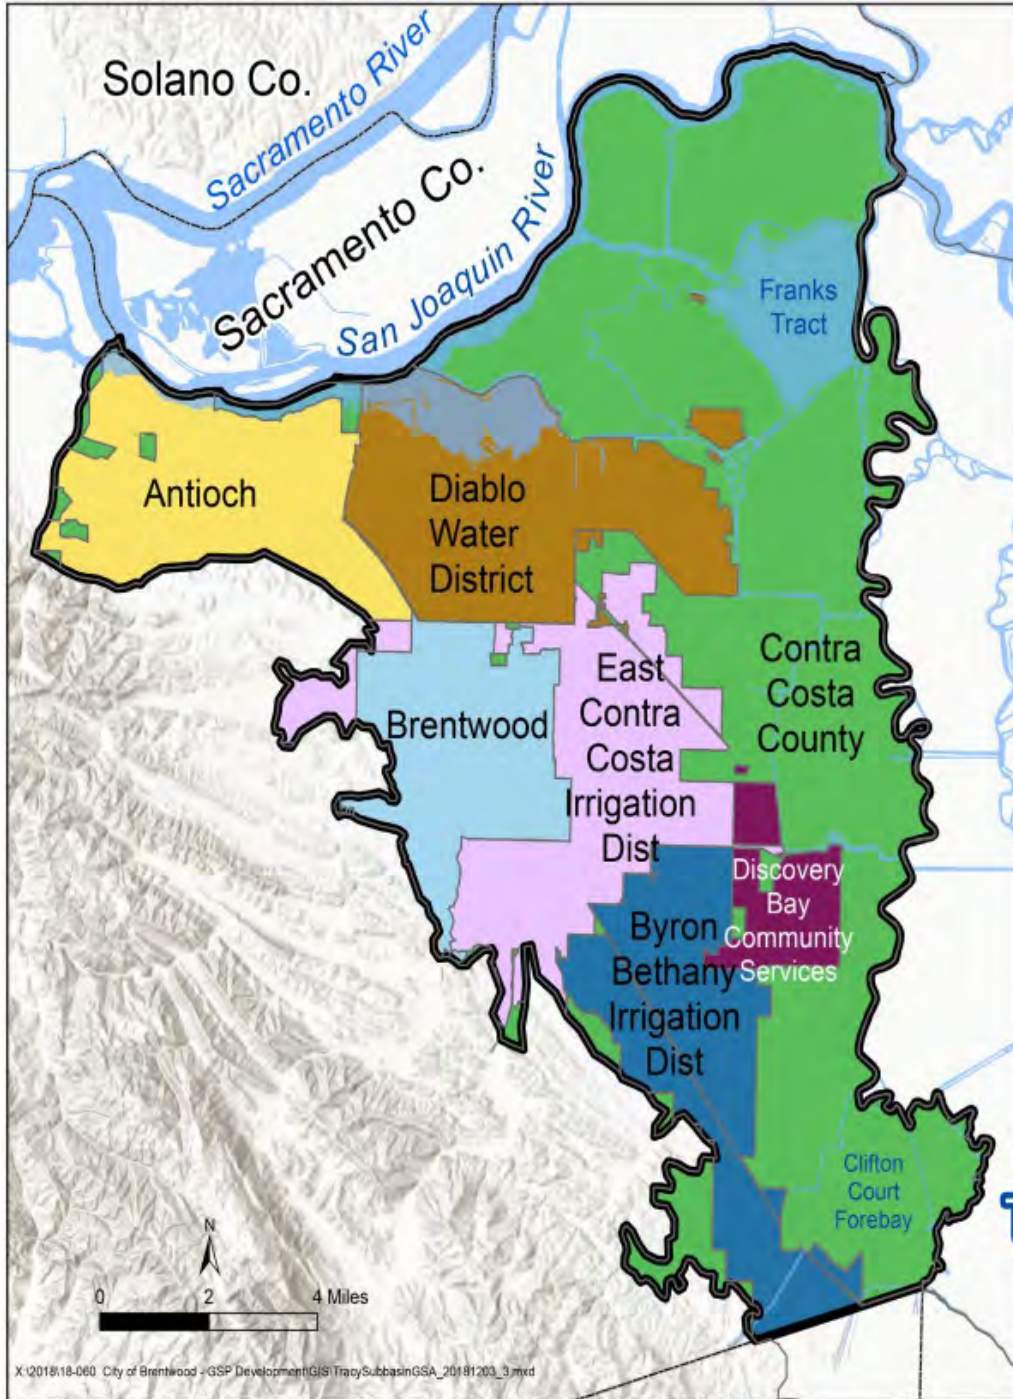 Solano Co.
Sacramento River
Sacramento Co.
San Joaquin River
Franks
Tract
Antioch
Diablo
Water
District
East
Contra
Costa
Irrigation
Dist
Contra
Costa
County
Brentwood
Discovery
Bay
Community
Services
Byron
Bethany
Irrigation
Dist
Clifton
Court
Forebay
N
0 2 4 Miles
X:\2018\18-060 City of Brentwood - GSP Development\GIS\TracySubbasinGSA_20181203_3.mxd